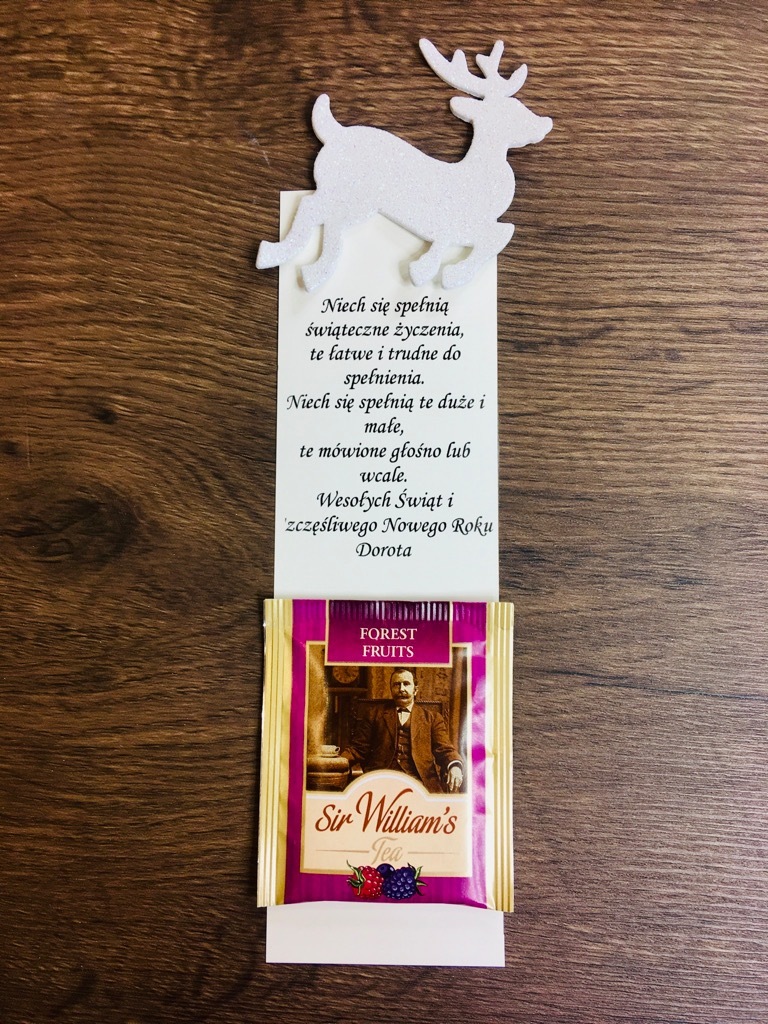 Niech się spełnią
świąteczne życzenia,
te łatwe i trudne do
spełnienia.
Niech się spełnią te duże i
małe,
te mówione głośno lub
wcale.
Wesołych Świąt i
zczęśliwego Nowego Roku
Dorota
FOREST
FRUITS
Sir William's
Tea